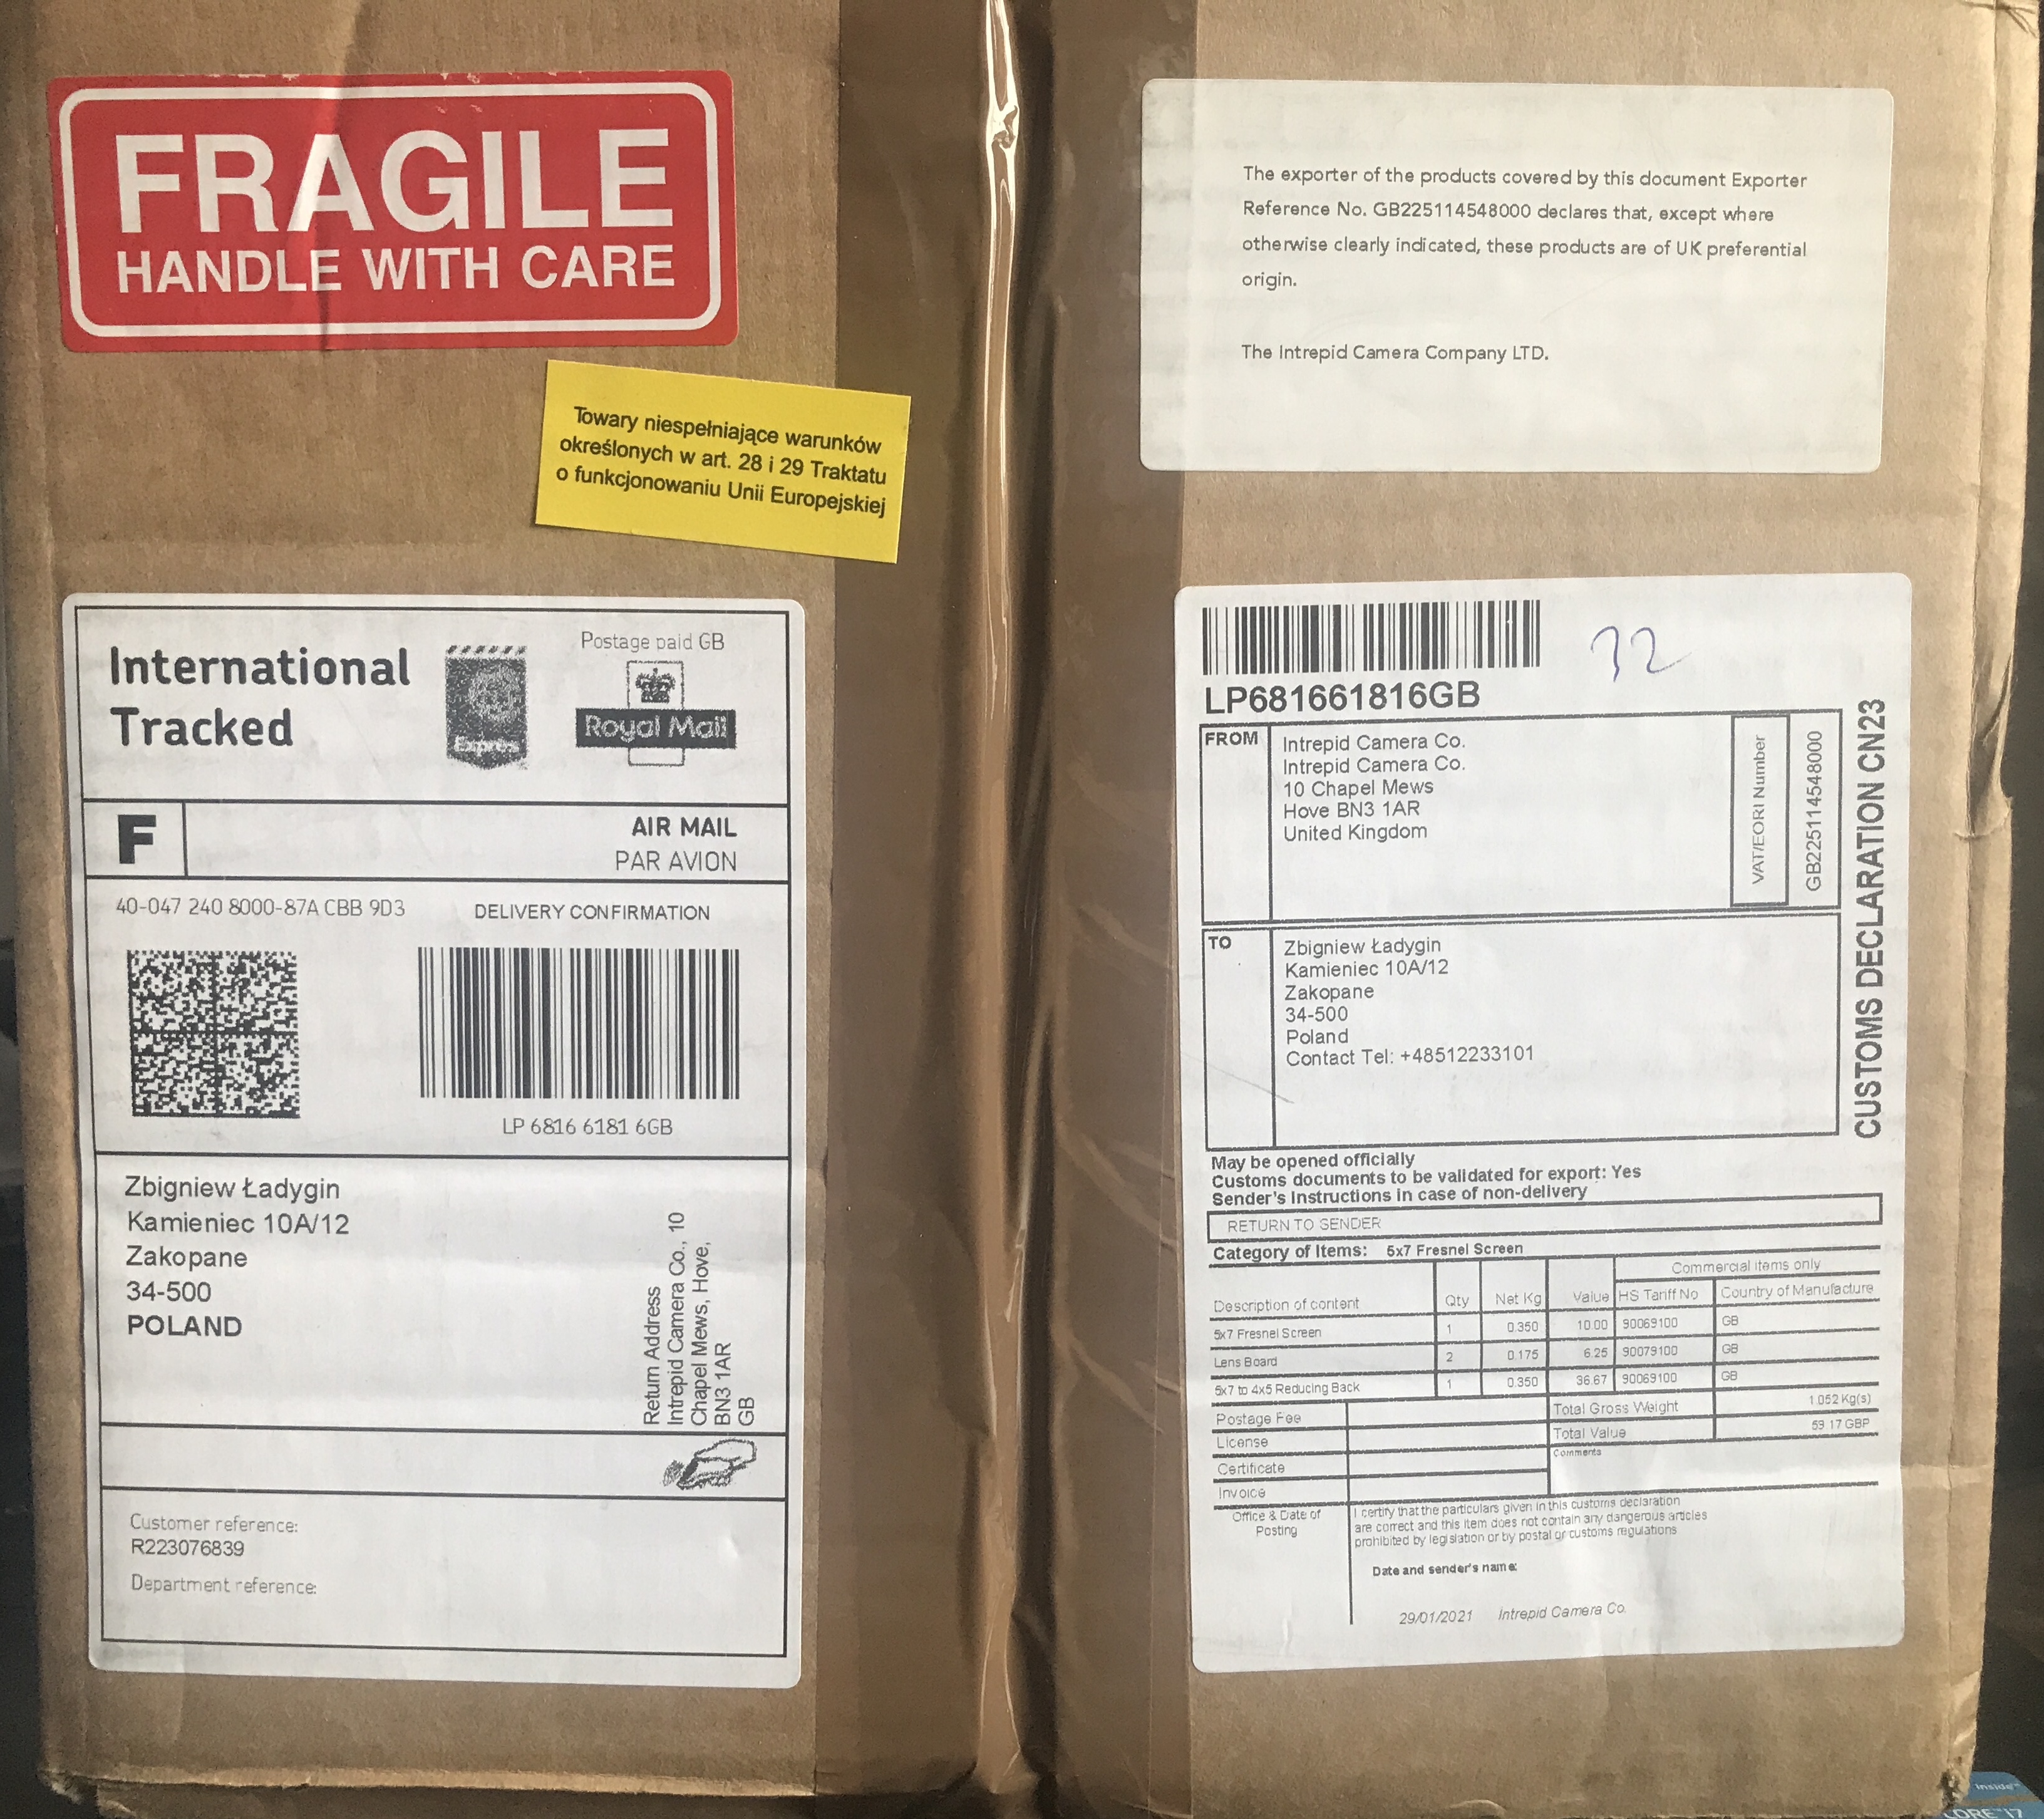 FRAGILE
HANDLE WITH CARE
Towary niespełniające warunków
określonych w art. 28 i 29 Traktatu
o funkcjonowaniu Unii Europejskiej
International
Tracked
Exprès
Postage paid GB
Royal Mail
F
AIR MAIL
PAR AVION
40-047 240 8000-87A CBB 9D3
DELIVERY CONFIRMATION
LP 6816 6181 6GB
Zbigniew Ładygin
Kamieniec 10A/12
Zakopane
34-500
POLAND
Return Address
Intrepid Camera Co., 10
Chapel Mews, Hove,
BN3 1AR
GB
Customer reference:
R223076839
Department reference:
The exporter of the products covered by this document Exporter
Reference No. GB225114548000 declares that, except where
otherwise clearly indicated, these products are of UK preferential
origin.
The Intrepid Camera Company LTD.
32
LP681661816GB
FROM
Intrepid Camera Co.
Intrepid Camera Co.
10 Chapel Mews
Hove BN3 1AR
United Kingdom
VAT/EORI Number
GB225114548000
CUSTOMS DECLARATION CN23
TO
Zbigniew Ładygin
Kamieniec 10A/12
Zakopane
34-500
Poland
Contact Tel: +48512233101
May be opened officially
Customs documents to be validated for export: Yes
Sender's Instructions in case of non-delivery
RETURN TO SENDER
Category of Items: 5x7 Fresnel Screen
Commercial items only
Description of content Qty Net Kg Value HS Tariff No Country of Manufacture
5x7 Fresnel Screen 1 0.350 10.00 90069100 GB
Lens Board 2 0.175 6.25 90079100 GB
5x7 to 4x5 Reducing Back 1 0.350 36.67 90069100 GB
Postage Fee Total Gross Weight 1.052 Kg(s)
License Total Value 59.17 GBP
Certificate Comments
Invoice
Office & Date of
Posting
I certify that the particulars given in this customs declaration
are correct and this item does not contain any dangerous articles
prohibited by legislation or by postal or customs regulations
Date and sender's name:
29/01/2021 Intrepid Camera Co.
inside™
CORE i7